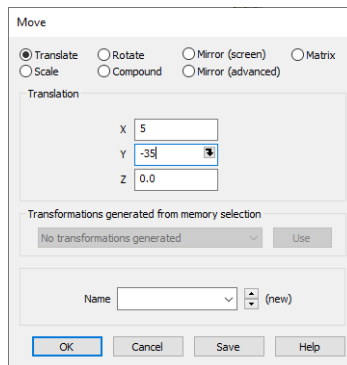 Move
Translate Rotate Mirror (screen) Matrix
Scale Compound Mirror (advanced)
Translation
X 5
Y -35
Z 0.0
Transformations generated from memory selection
No transformations generated Use
Name (new)
OK Cancel Save Help